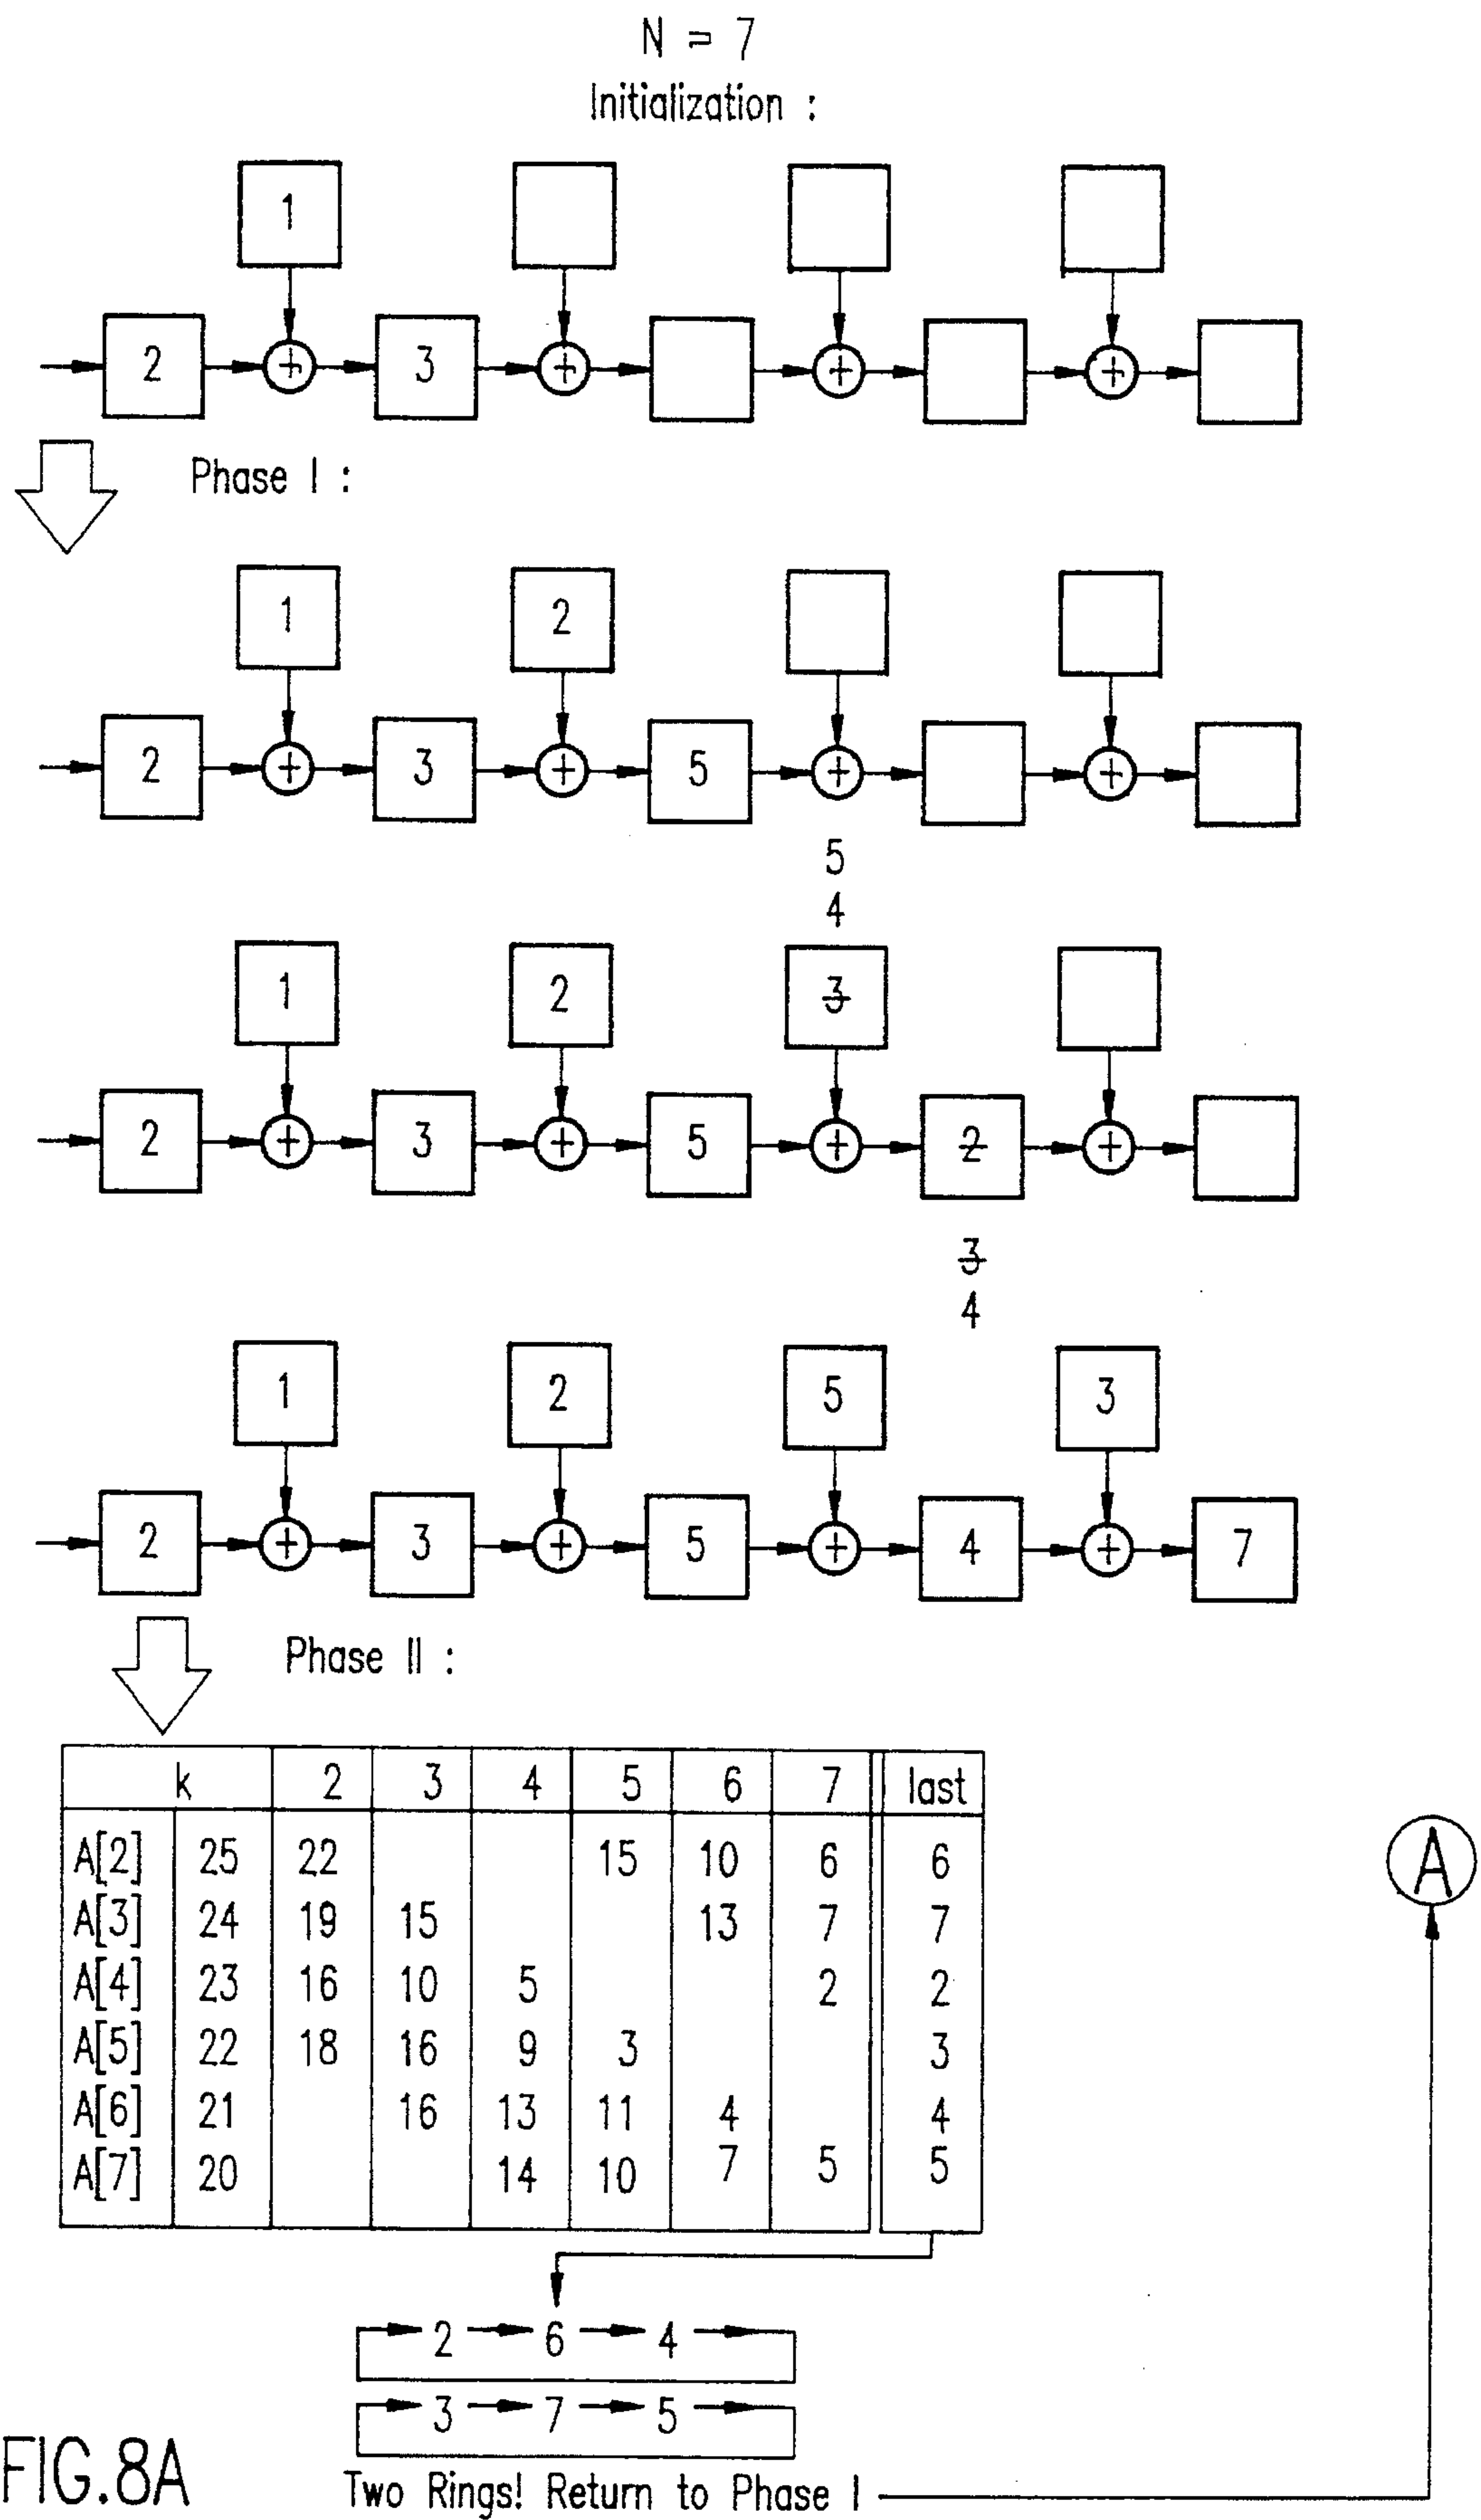 N = 7
Initialization :
1
2 + 3 + + +
Phase I :
1 2
2 + 3 + 5 + +
5
4
1 2 3
2 + 3 + 5 + 2 +
3
4
1 2 5 3
2 + 3 + 5 + 4 + 7
Phase II :
k 2 3 4 5 6 7 last
A[2] 25 22 15 10 6 6
A[3] 24 19 15 13 7 7
A[4] 23 16 10 5 2 2
A[5] 22 18 16 9 3 3
A[6] 21 16 13 11 4 4
A[7] 20 14 10 7 5 5
A
2 6 4
3 7 5
Two Rings! Return to Phase I
FIG.8A